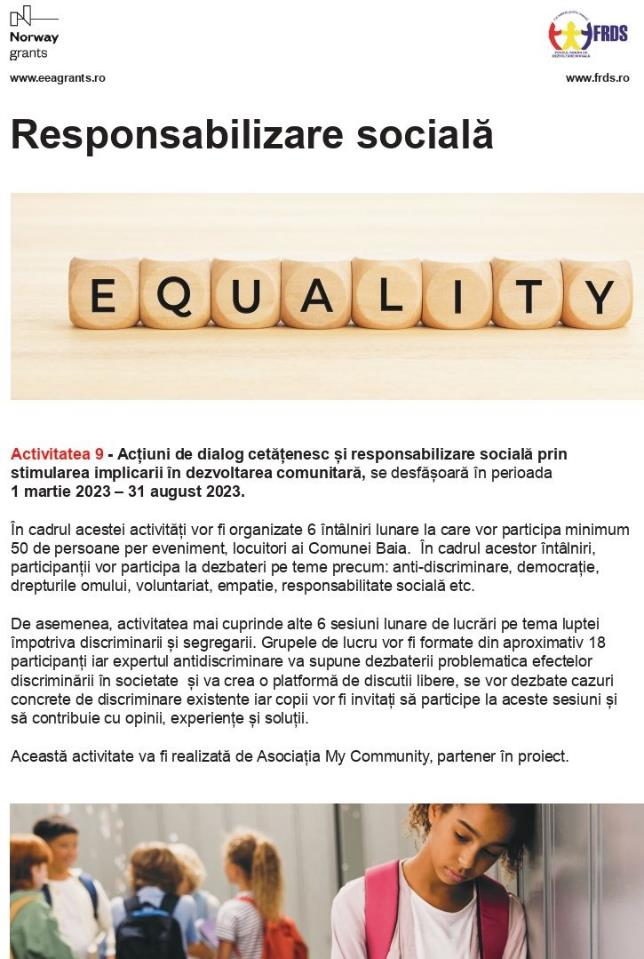 Norway
grants
FRDS
www.eeagrants.ro
www.frds.ro
Responsabilizare socială
EQUALITY
Activitatea 9 - Acțiuni de dialog cetățenesc și responsabilizare socială prin
stimularea implicarii în dezvoltarea comunitară, se desfășoară în perioada
1 martie 2023 – 31 august 2023.
În cadrul acestei activități vor fi organizate 6 întâlniri lunare la care vor participa minimum
50 de persoane per eveniment, locuitori ai Comunei Baia. În cadrul acestor întâlniri,
participanții vor participa la dezbateri pe teme precum: anti-discriminare, democrație,
drepturile omului, voluntariat, empatie, responsabilitate socială etc.
De asemenea, activitatea mai cuprinde alte 6 sesiuni lunare de lucrări pe tema luptei
împotriva discriminarii și segregarii. Grupele de lucru vor fi formate din aproximativ 18
participanți iar expertul antidiscriminare va supune dezbaterii problematica efectelor
discriminării în societate și va crea o platformă de discutii libere, se vor dezbate cazuri
concrete de discriminare existente iar copii vor fi invitați să participe la aceste sesiuni și
să contribuie cu opinii, experiențe și soluții.
Această activitate va fi realizată de Asociația My Community, partener în proiect.